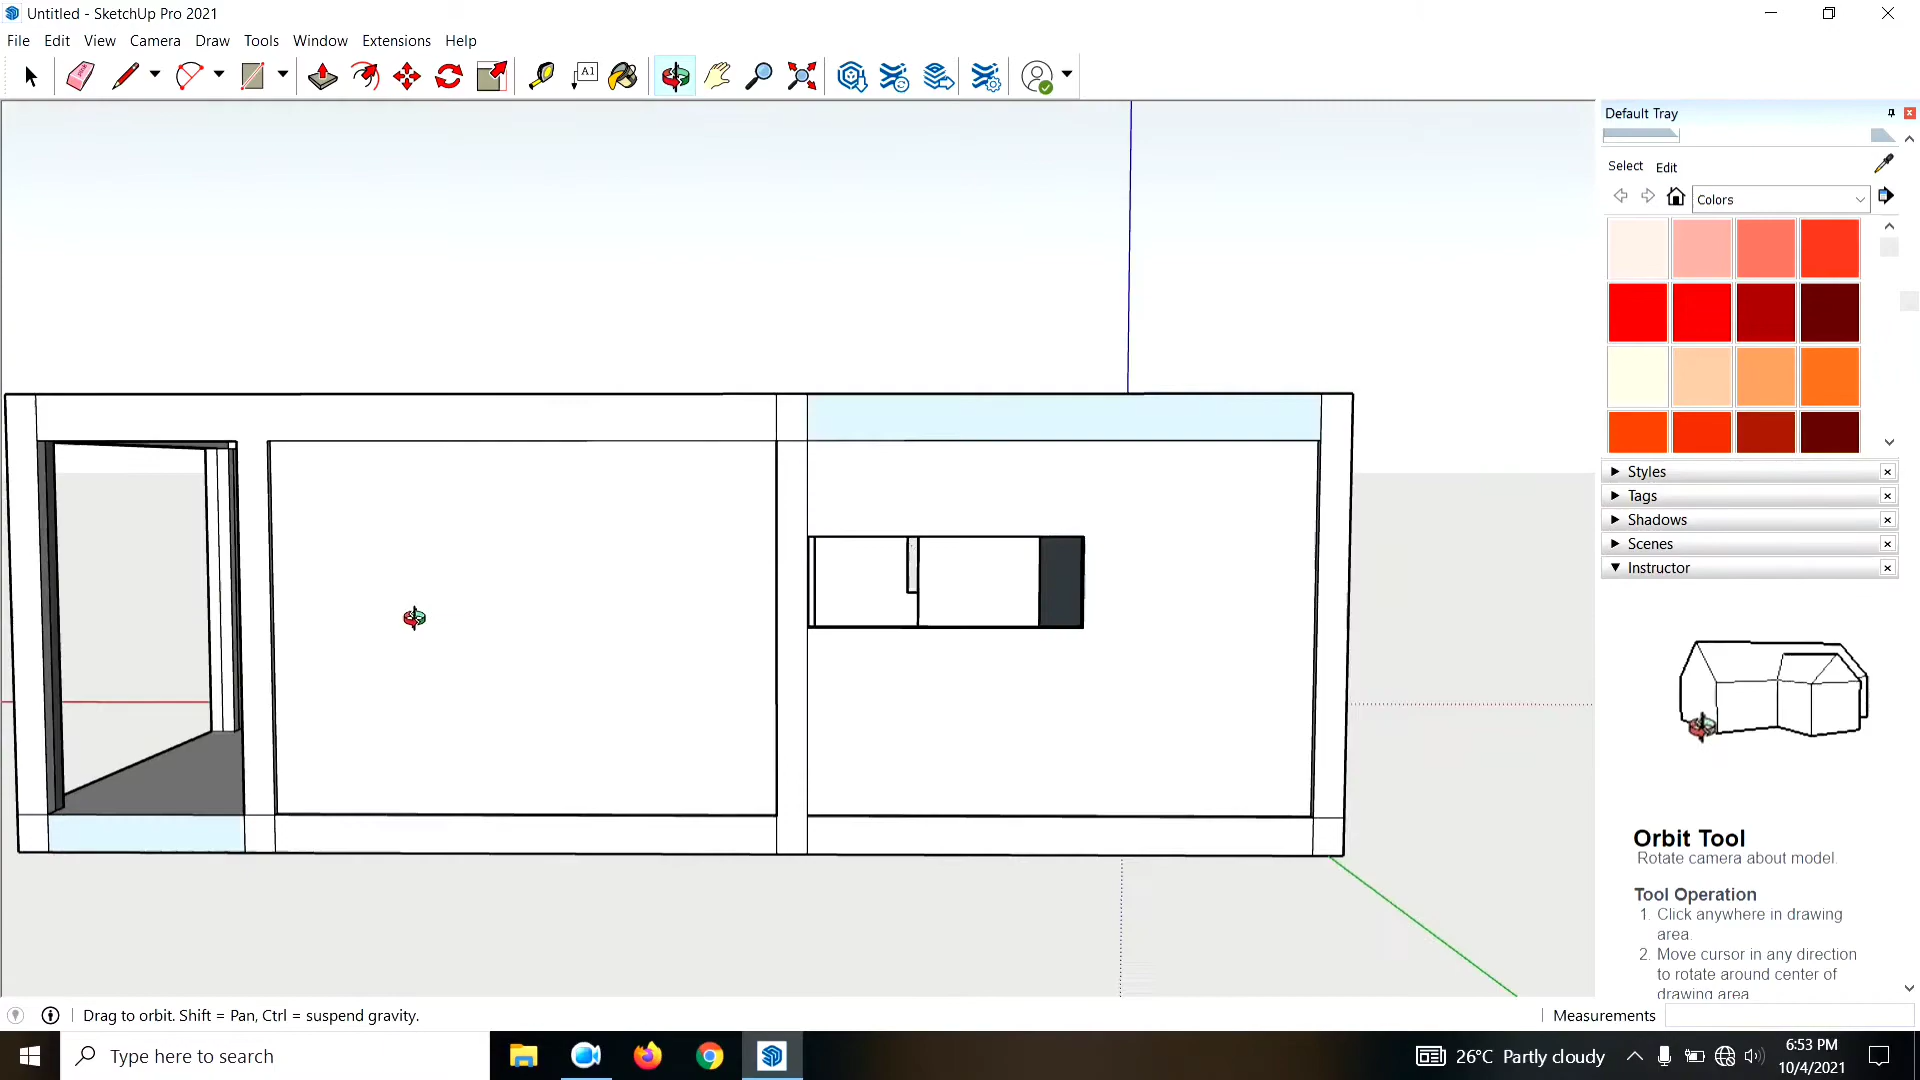 Untitled - SketchUp Pro 2021
File Edit View Camera Draw Tools Window Extensions Help
A1
Default Tray
Select Edit
Colors
Styles
Tags
Shadows
Scenes
Instructor
Orbit Tool
Rotate camera about model.
Tool Operation
1. Click anywhere in drawing
area.
2. Move cursor in any direction
to rotate around center of
drawing area
Drag to orbit. Shift = Pan, Ctrl = suspend gravity.
Measurements
Type here to search
26°C Partly cloudy
6:53 PM
10/4/2021